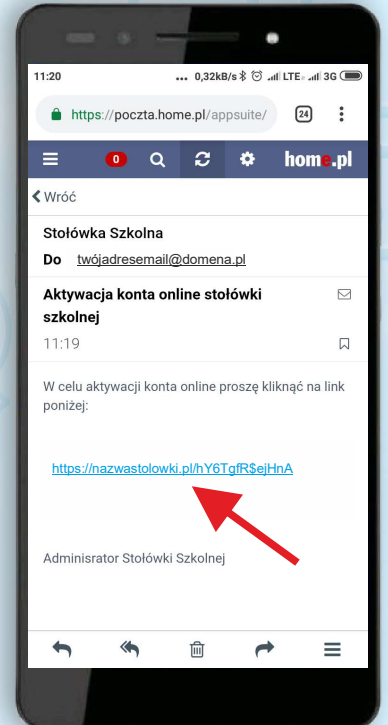 11:20 ... 0,32kB/s LTE 3G
https://poczta.home.pl/appsuite/ 24
0 home.pl
Wróć
Stołówka Szkolna
Do twójadresemail@domena.pl
Aktywacja konta online stołówki
szkolnej
11:19
W celu aktywacji konta online proszę kliknąć na link
poniżej:
https://nazwastolowki.pl/hY6TgfR$ejHnA
Adminisrator Stołówki Szkolnej